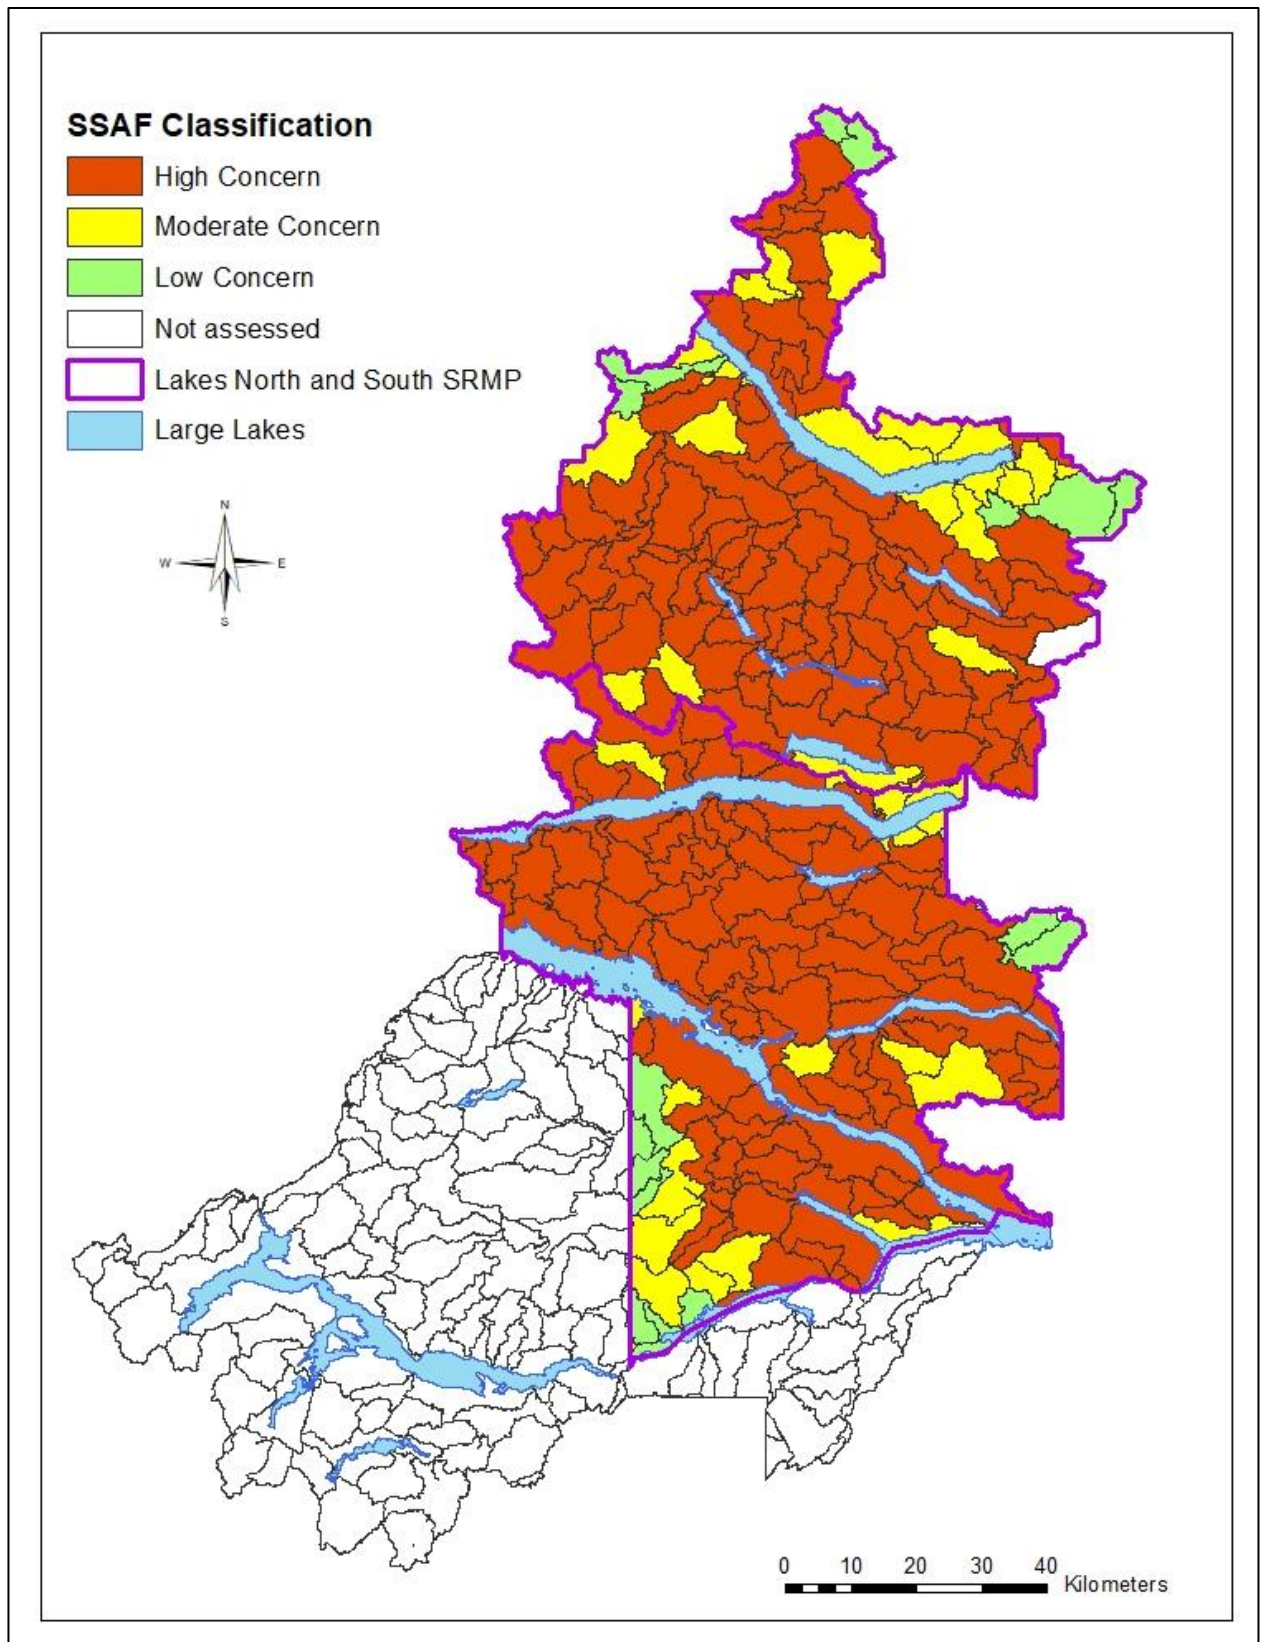 SSAF Classification
High Concern
Moderate Concern
Low Concern
Not assessed
Lakes North and South SRMP
Large Lakes
N
W E
S
0 10 20 30 40
Kilometers